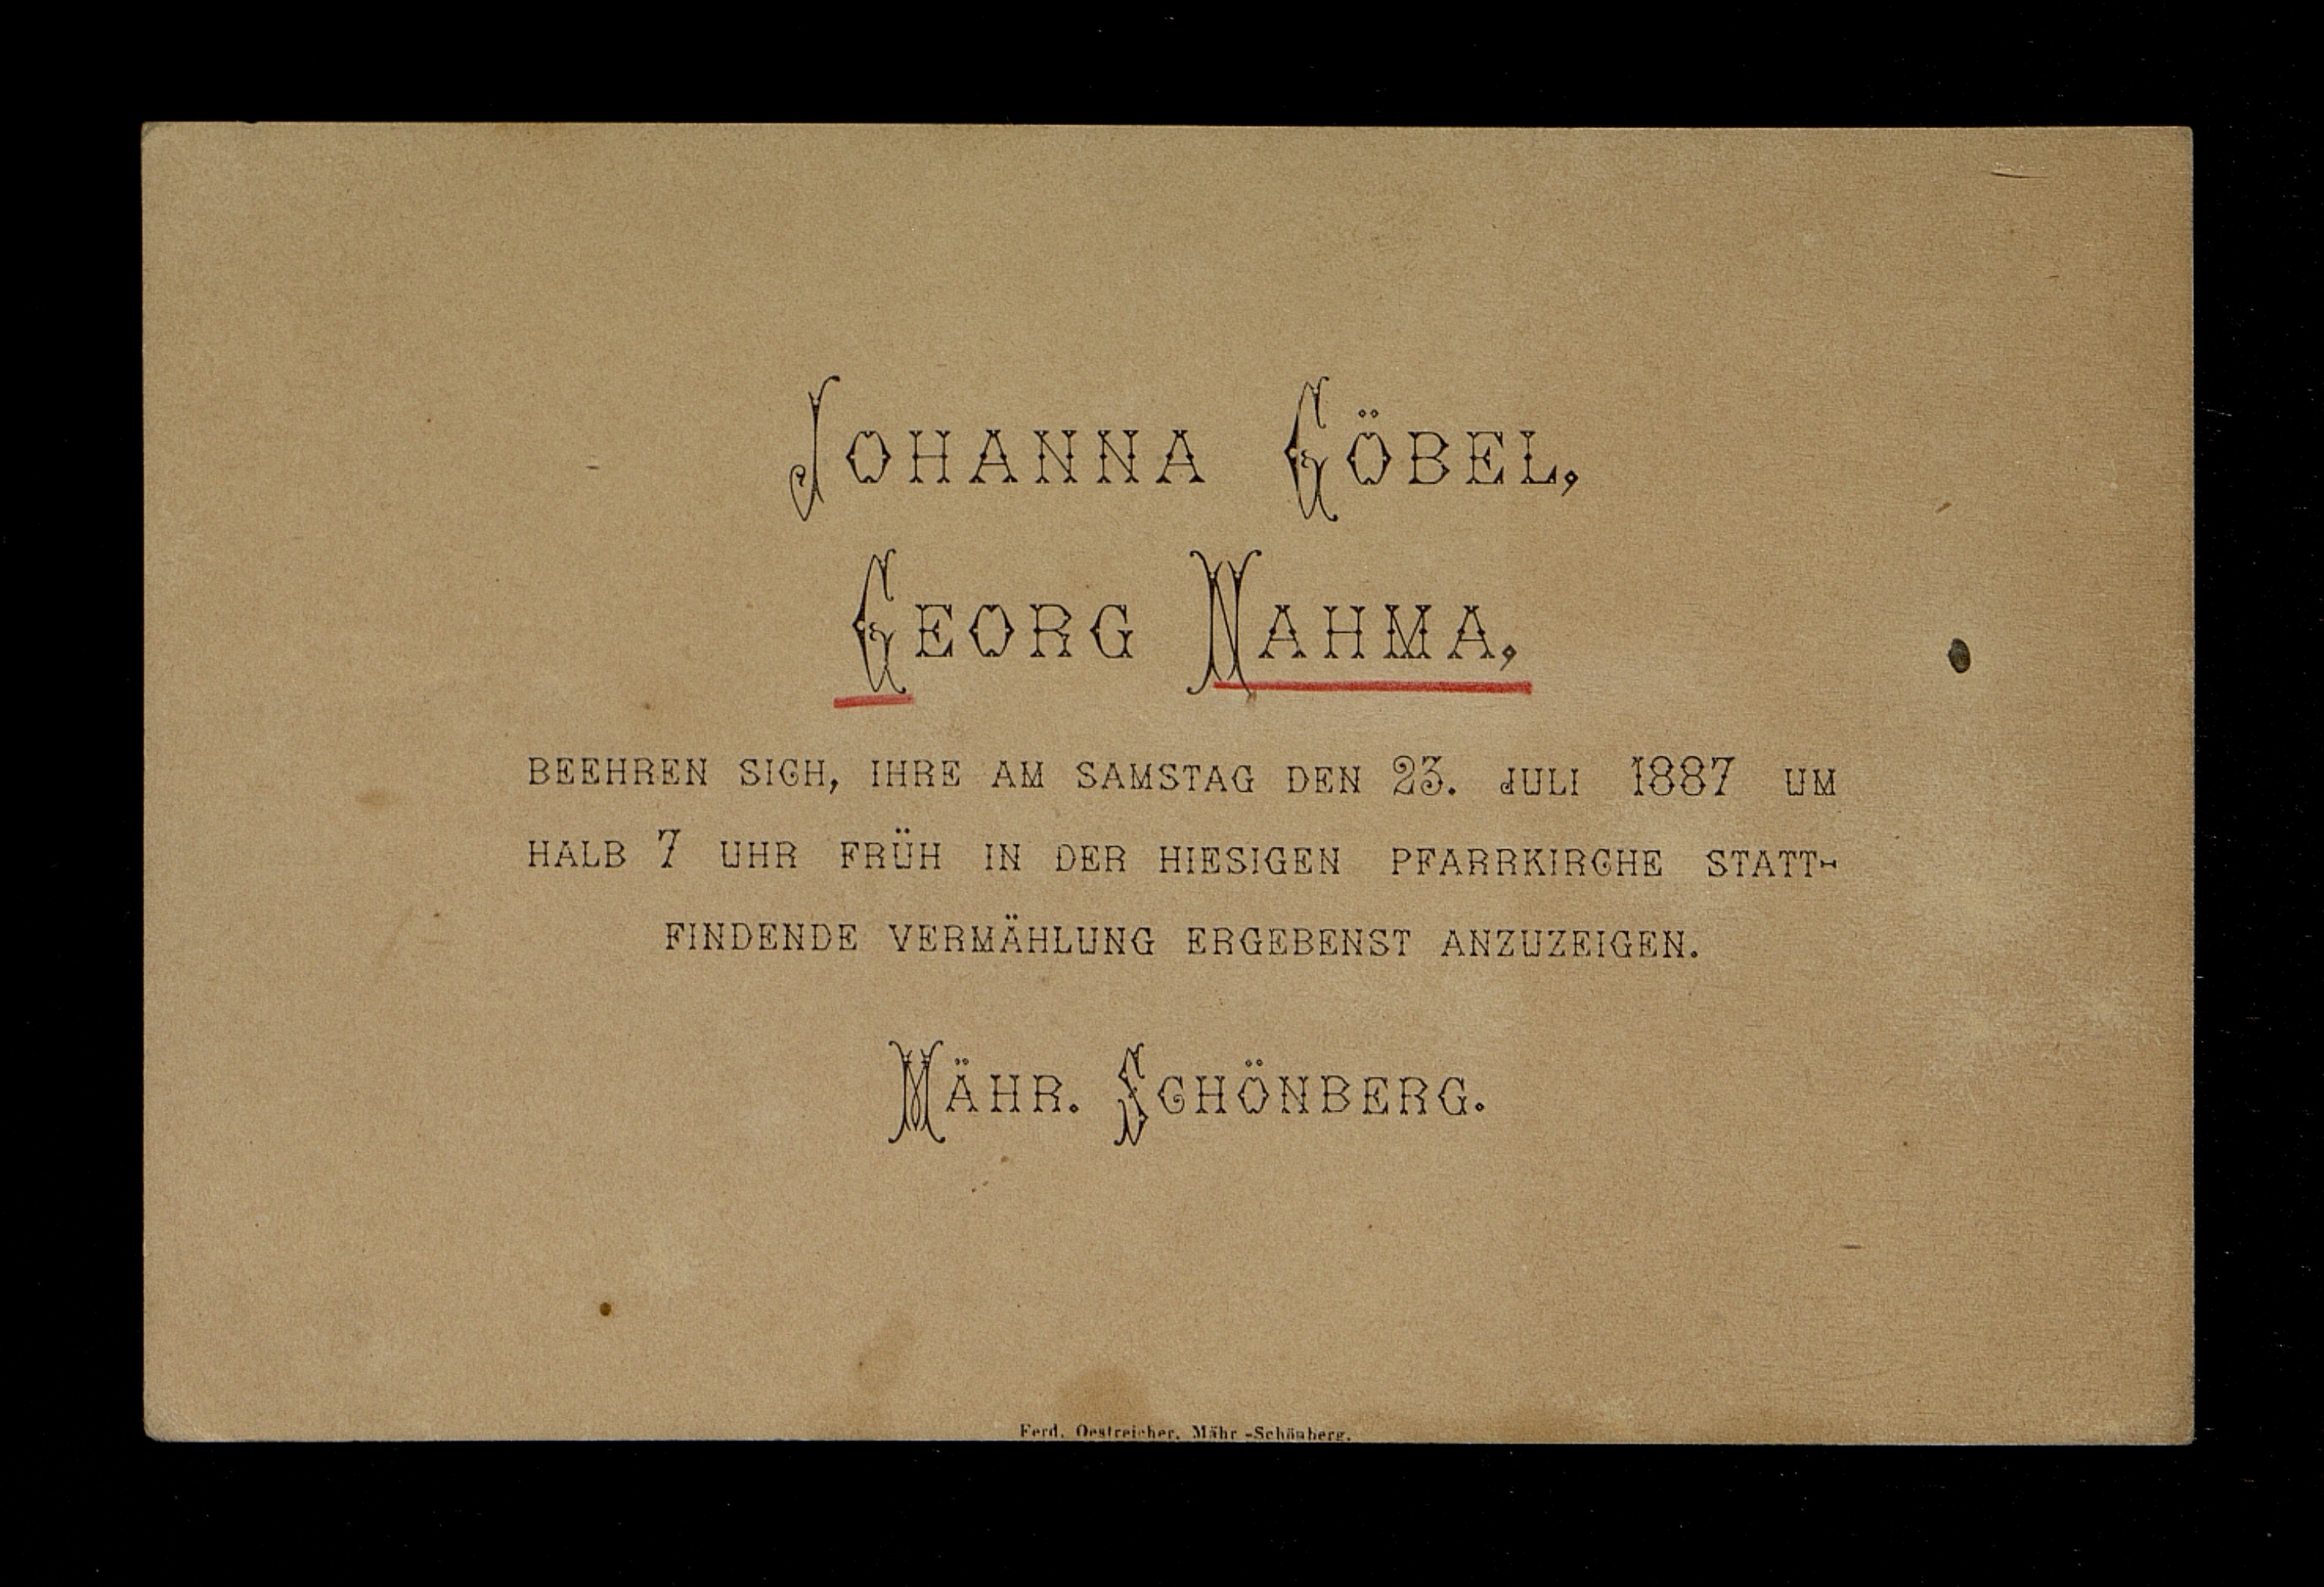 JOHANNA GÖBEL,
GEORG NAHMA,
BEEHREN SICH, IHRE AM SAMSTAG DEN 23. JULI 1887 UM
HALB 7 UHR FRÜH IN DER HIESIGEN PFARRKIRCHE STATT-
FINDENDE VERMÄHLUNG ERGEBENST ANZUZEIGEN.
MÄHR. SCHÖNBERG.
Ferd. Oestreicher, Mähr -Schönberg.